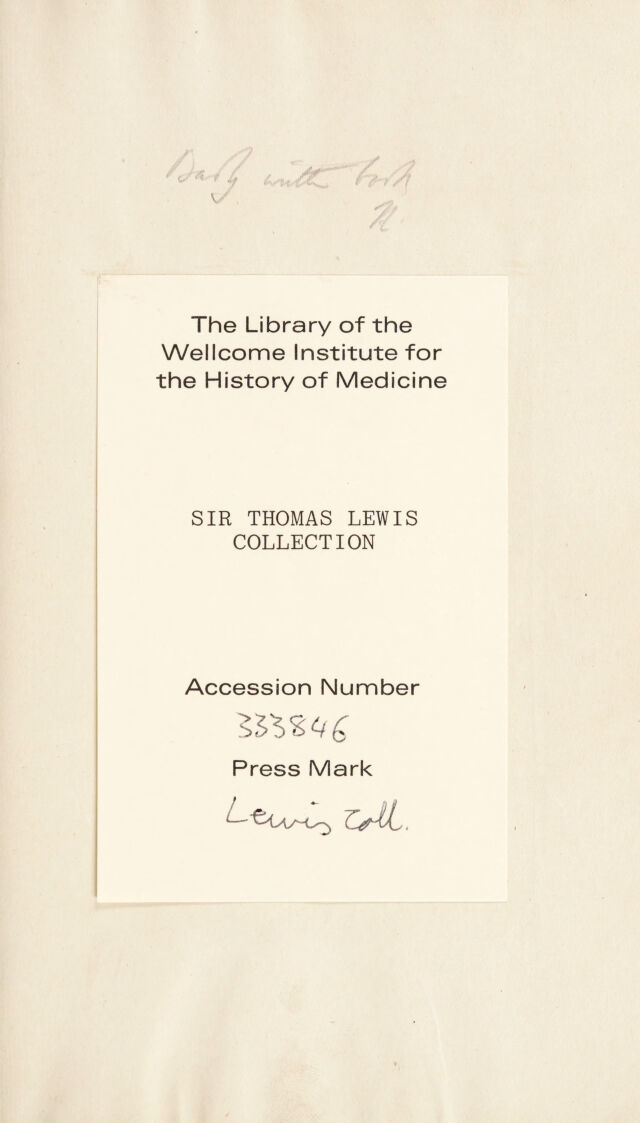 The Library of the
Wellcome Institute for
the History of Medicine
SIR THOMAS LEWIS
COLLECTION
Accession Number
333846
Press Mark
Lewis Coll.